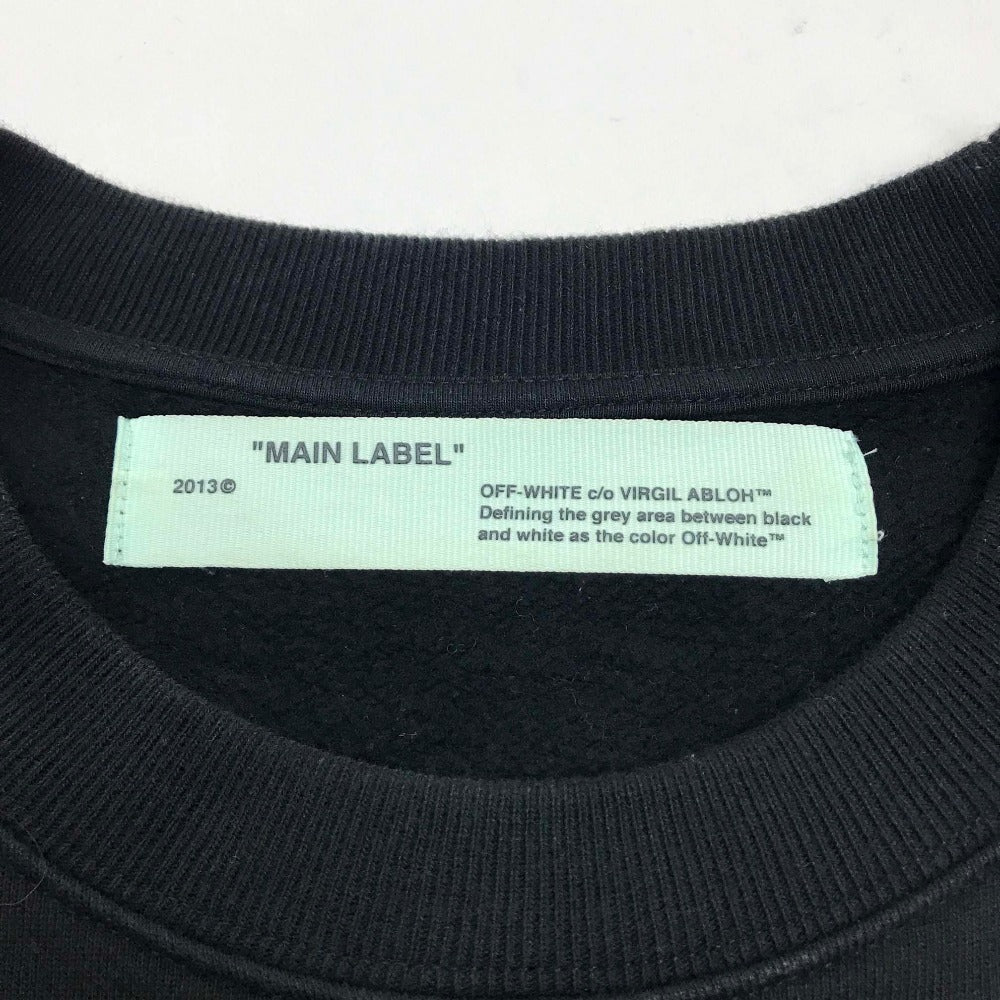 "MAIN LABEL"
2013©
OFF-WHITE c/o VIRGIL ABLOH™
Defining the grey area between black
and white as the color Off-White™